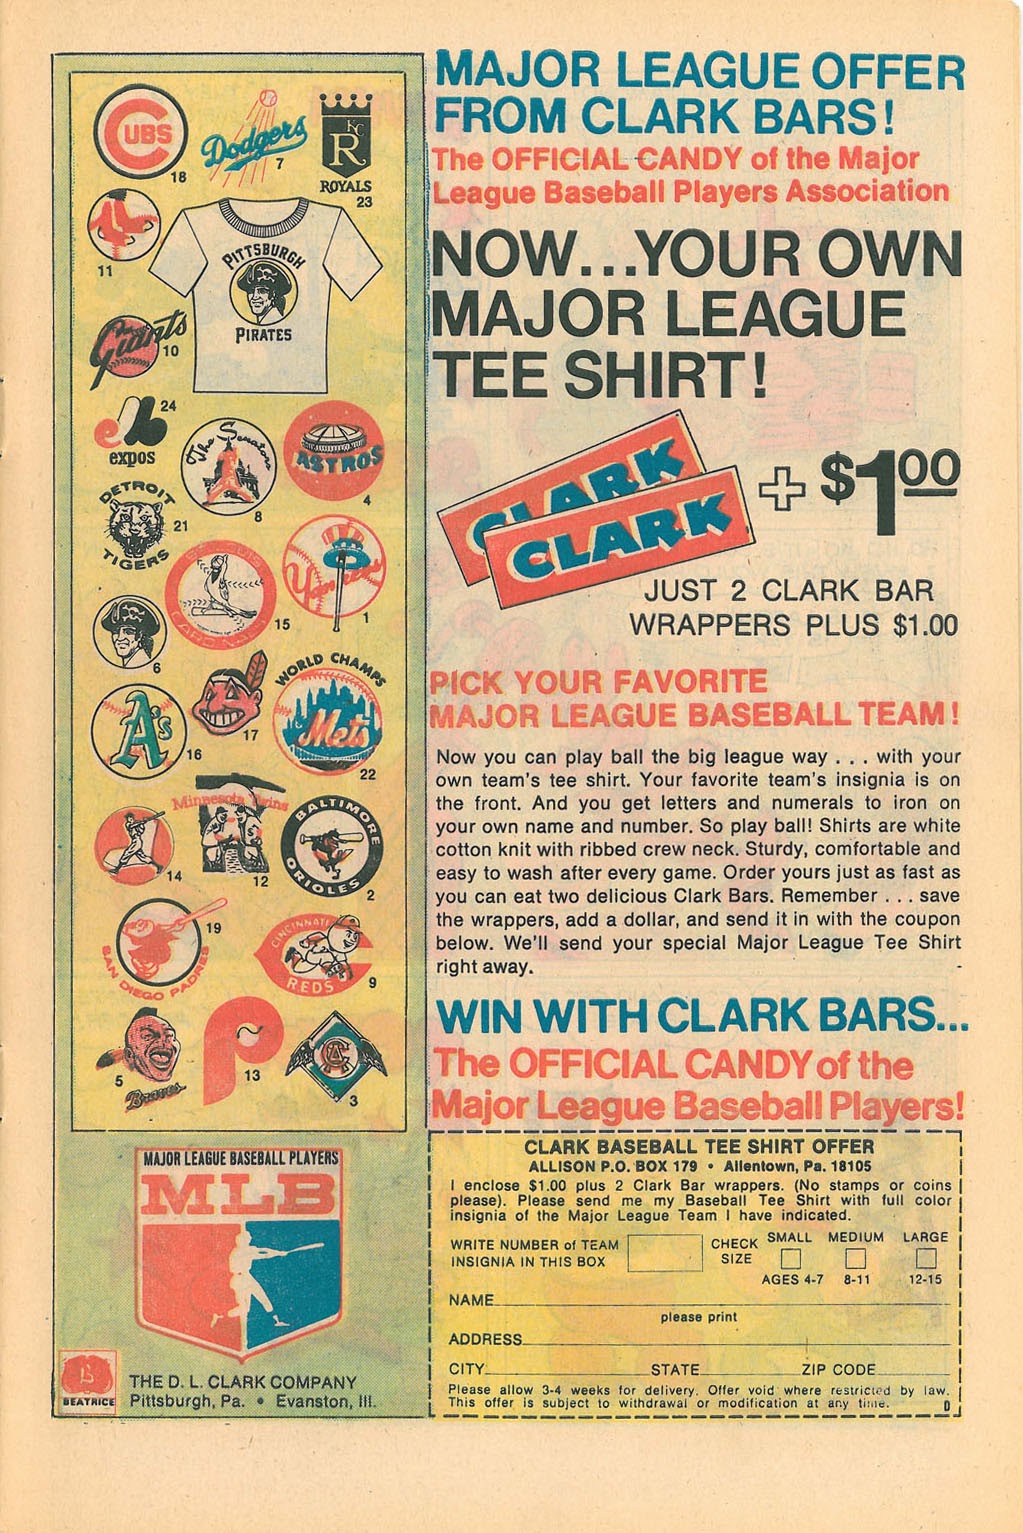 CUBS
18
Dodgers
7
KC
R
ROYALS
23
11
PITTSBURGH
PIRATES
Giants
10
24
expos
The Senators
8
ASTROS
4
DETROIT
TIGERS
21
15
Yankees
1
6
A's
16
17
WORLD CHAMPS
Mets
22
14
Minnesota Twins
12
BALTIMORE
ORIOLES
2
19
SAN DIEGO PADRES
CINCINNATI
REDS
9
5
Braves
P
13
CA
3
MAJOR LEAGUE BASEBALL PLAYERS
MLB
B
BEATRICE
THE D. L. CLARK COMPANY
Pittsburgh, Pa. • Evanston, Ill.
MAJOR LEAGUE OFFER
FROM CLARK BARS!
The OFFICIAL CANDY of the Major
League Baseball Players Association
NOW...YOUR OWN
MAJOR LEAGUE
TEE SHIRT!
CLARK
CLARK
+ $1.00
JUST 2 CLARK BAR
WRAPPERS PLUS $1.00
PICK YOUR FAVORITE
MAJOR LEAGUE BASEBALL TEAM!
Now you can play ball the big league way . . . with your
own team's tee shirt. Your favorite team's insignia is on
the front. And you get letters and numerals to iron on
your own name and number. So play ball! Shirts are white
cotton knit with ribbed crew neck. Sturdy, comfortable and
easy to wash after every game. Order yours just as fast as
you can eat two delicious Clark Bars. Remember . . . save
the wrappers, add a dollar, and send it in with the coupon
below. We'll send your special Major League Tee Shirt
right away.
WIN WITH CLARK BARS...
The OFFICIAL CANDY of the
Major League Baseball Players!
CLARK BASEBALL TEE SHIRT OFFER
ALLISON P.O. BOX 179 • Allentown, Pa. 18105
I enclose $1.00 plus 2 Clark Bar wrappers. (No stamps or coins
please). Please send me my Baseball Tee Shirt with full color
insignia of the Major League Team I have indicated.
WRITE NUMBER of TEAM
INSIGNIA IN THIS BOX
CHECK
SIZE
SMALL MEDIUM LARGE
AGES 4-7 8-11 12-15
NAME
please print
ADDRESS
CITY STATE ZIP CODE
Please allow 3-4 weeks for delivery. Offer void where restricted by law.
This offer is subject to withdrawal or modification at any time. D